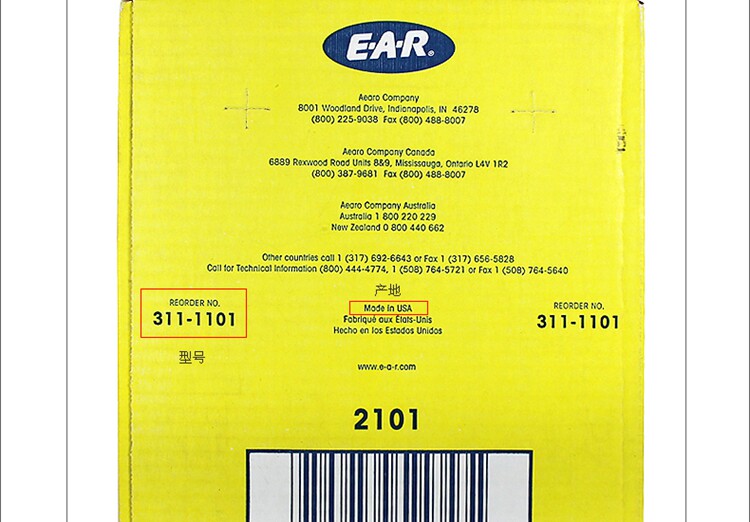 E·A·R®
Aearo Company
8001 Woodland Drive, Indianapolis, IN 46278
(800) 225-9038 Fax (800) 488-8007
Aearo Company Canada
6889 Rexwood Road Units 8&9, Mississauga, Ontario L4V 1R2
(800) 387-9681 Fax (800) 488-8007
Aearo Company Australia
Australia 1 800 220 229
New Zealand 0 800 440 662
Other countries call 1 (317) 692-6643 or Fax 1 (317) 656-5828
Call for Technical Information (800) 444-4774, 1 (508) 764-5721 or Fax 1 (508) 764-5640
产地
REORDER NO.
311-1101
型号
Made in USA
Fabriqué aux États-Unis
Hecho en los Estados Unidos
REORDER NO.
311-1101
www.e-a-r.com
2101